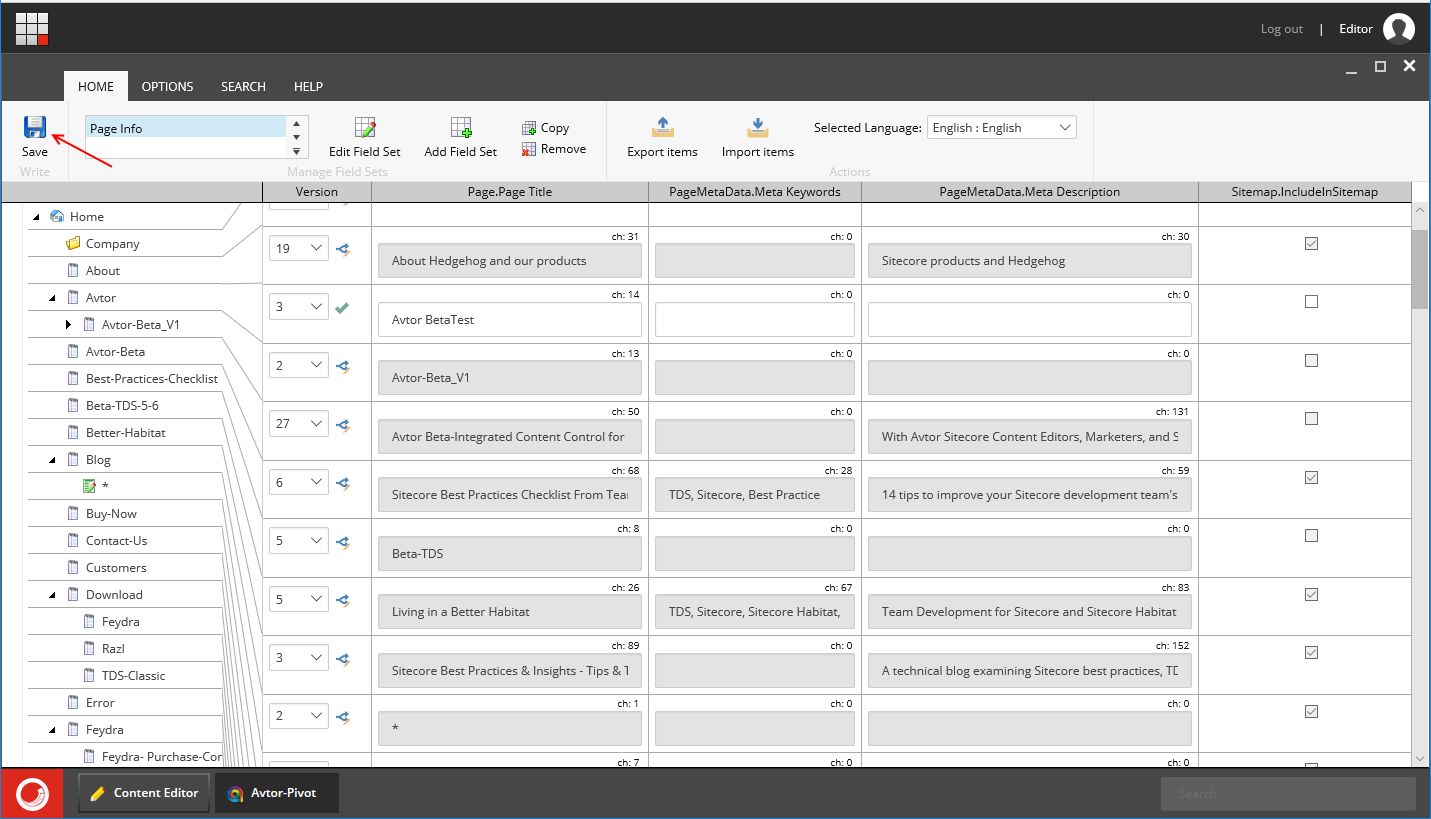 Log out | Editor
HOME OPTIONS SEARCH HELP
Save
Write
Page Info
Edit Field Set
Add Field Set
Copy
Remove
Manage Field Sets
Export items
Import items
Selected Language: English : English
Actions
Version Page.Page Title PageMetaData.Meta Keywords PageMetaData.Meta Description Sitemap.IncludeInSitemap
Home
Company
About
Avtor
Avtor-Beta_V1
Avtor-Beta
Best-Practices-Checklist
Beta-TDS-5-6
Better-Habitat
Blog
*
Buy-Now
Contact-Us
Customers
Download
Feydra
Razl
TDS-Classic
Error
Feydra
Feydra- Purchase-Cor
ch: 31 ch: 0 ch: 30
19 About Hedgehog and our products Sitecore products and Hedgehog
ch: 14 ch: 0 ch: 0
3 Avtor BetaTest
ch: 13 ch: 0 ch: 0
2 Avtor-Beta_V1
ch: 50 ch: 0 ch: 131
27 Avtor Beta-Integrated Content Control for With Avtor Sitecore Content Editors, Marketers, and S
ch: 68 ch: 28 ch: 59
6 Sitecore Best Practices Checklist From Tear TDS, Sitecore, Best Practice 14 tips to improve your Sitecore development team's
ch: 8 ch: 0 ch: 0
5 Beta-TDS
ch: 26 ch: 67 ch: 83
5 Living in a Better Habitat TDS, Sitecore, Sitecore Habitat, Team Development for Sitecore and Sitecore Habitat
ch: 89 ch: 0 ch: 152
3 Sitecore Best Practices & Insights - Tips & T A technical blog examining Sitecore best practices, TD
ch: 1 ch: 0 ch: 0
2 *
ch: 7 ch: 0 ch: 0
Content Editor Avtor-Pivot Search